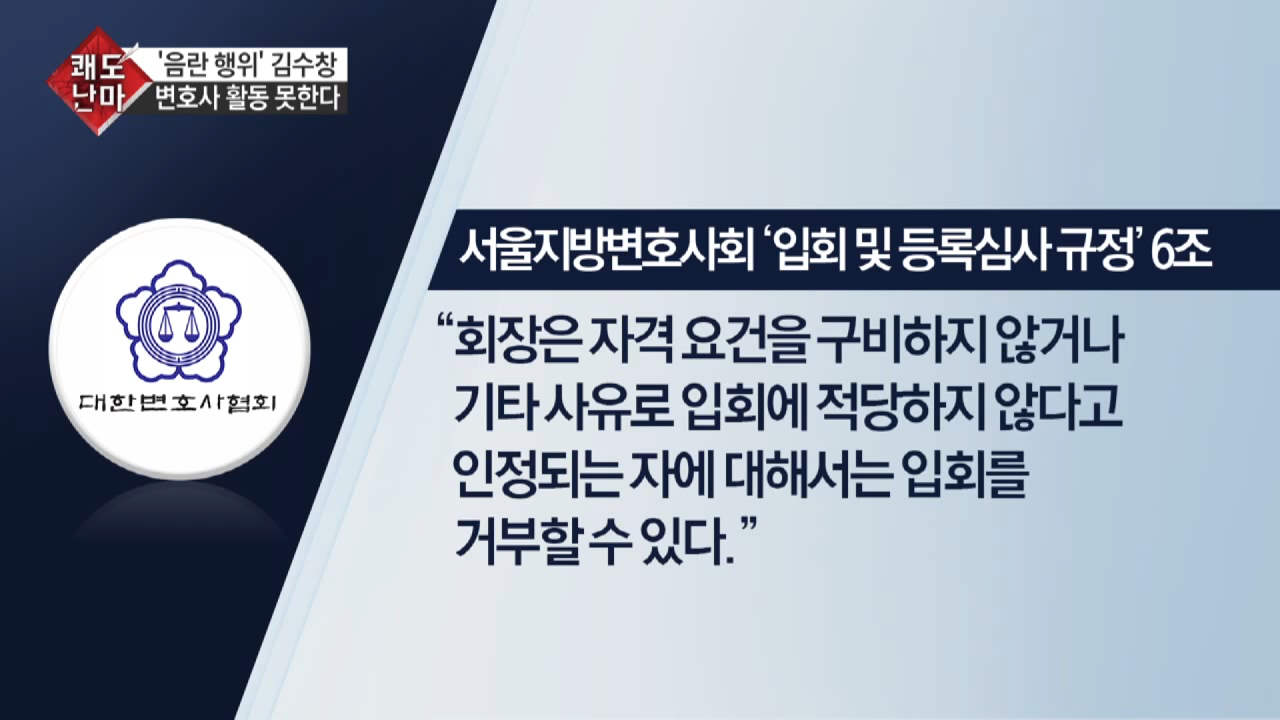 쾌도
난마
'음란 행위' 김수창
변호사 활동 못한다
서울지방변호사회 ‘입회 및 등록심사 규정’ 6조
“회장은 자격 요건을 구비하지 않거나
기타 사유로 입회에 적당하지 않다고
인정되는 자에 대해서는 입회를
거부할 수 있다.”
대한변호사협회